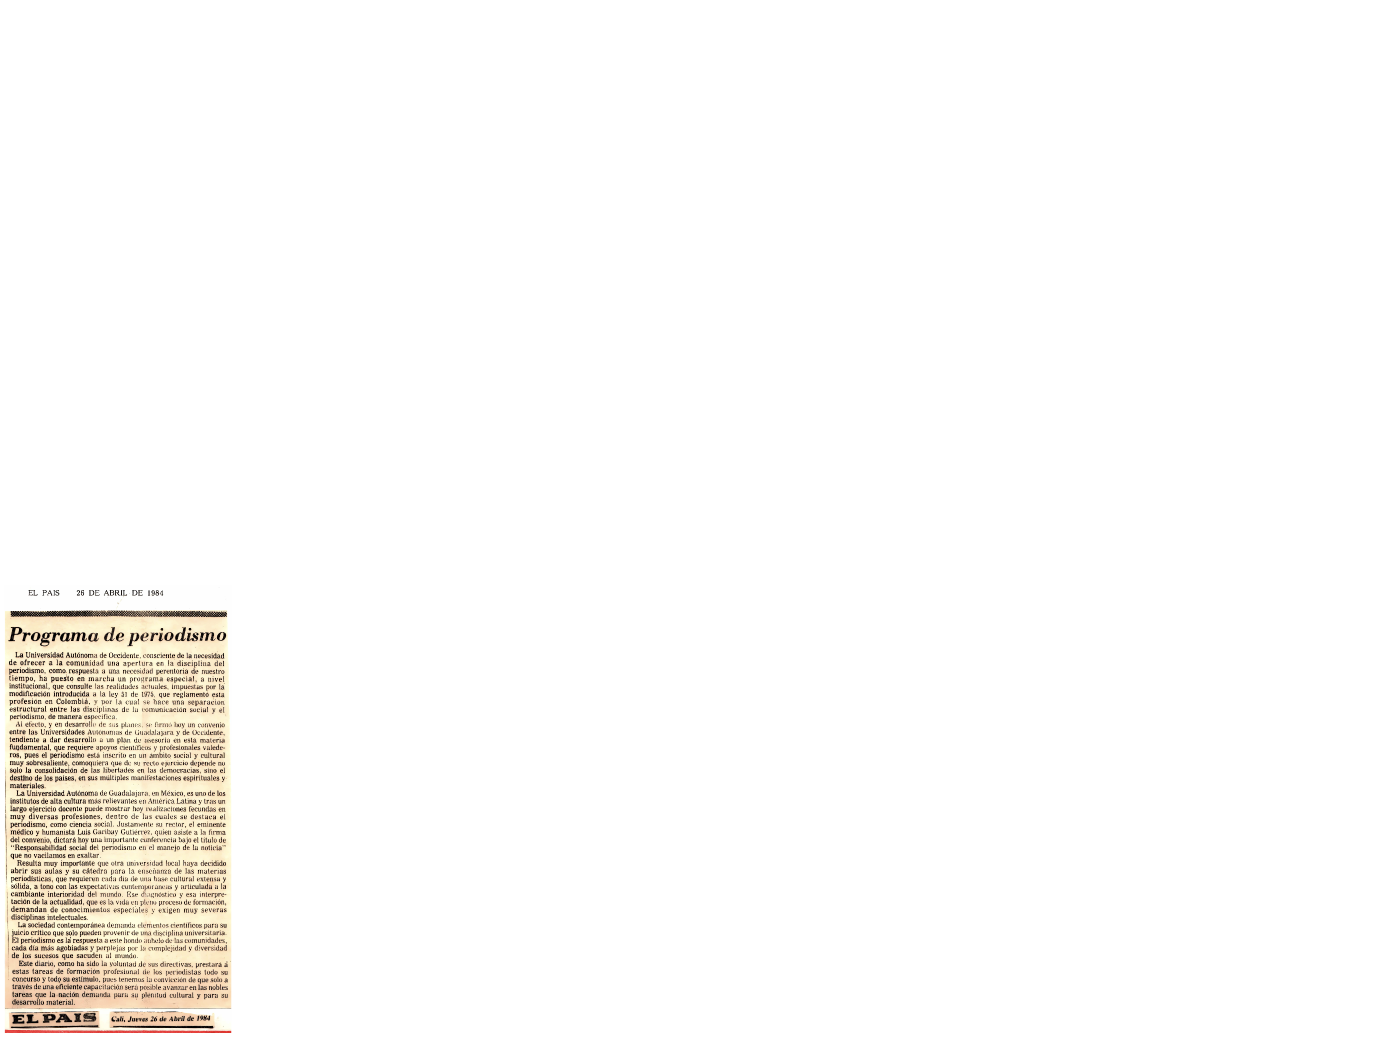 EL PAIS 26 DE ABRIL DE 1984
Programa de periodismo
La Universidad Autónoma de Occidente, consciente de la necesidad
de ofrecer a la comunidad una apertura en la disciplina del
periodismo, como respuesta a una necesidad perentoria de nuestro
tiempo, ha puesto en marcha un programa especial, a nivel
institucional, que consulte las realidades actuales, impuestas por la
modificación introducida a la ley 51 de 1975, que reglamentó esta
profesión en Colombia, y por la cual se hace una separación
estructural entre las disciplinas de la comunicación social y el
periodismo, de manera específica.
Al efecto, y en desarrollo de sus planes, se firmó hoy un convenio
entre las Universidades Autónomas de Guadalajara y de Occidente,
tendiente a dar desarrollo a un plan de asesoría en esta materia
fundamental, que requiere apoyos científicos y profesionales valede-
ros, pues el periodismo está inscrito en un ámbito social y cultural
muy sobresaliente, comoquiera que de su recto ejercicio depende no
solo la consolidación de las libertades en las democracias, sino el
destino de los países, en sus múltiples manifestaciones espirituales y
materiales.
La Universidad Autónoma de Guadalajara, en México, es uno de los
institutos de alta cultura más relievantes en América Latina y tras un
largo ejercicio docente puede mostrar hoy realizaciones fecundas en
muy diversas profesiones, dentro de las cuales se destaca el
periodismo, como ciencia social. Justamente su rector, el eminente
médico y humanista Luis Garibay Gutiérrez, quien asiste a la firma
del convenio, dictará hoy una importante conferencia bajo el título de
"Responsabilidad social del periodismo en el manejo de la noticia"
que no vacilamos en exaltar.
Resulta muy importante que otra universidad local haya decidido
abrir sus aulas y su cátedra para la enseñanza de las materias
periodísticas, que requieren cada día de una base cultural extensa y
sólida, a tono con las expectativas contemporáneas y articulada a la
cambiante interioridad del mundo. Ese diagnóstico y esa interpre-
tación de la actualidad, que es la vida en pleno proceso de formación,
demandan de conocimientos especiales y exigen muy severas
disciplinas intelectuales.
La sociedad contemporánea demanda elementos científicos para su
juicio crítico que solo pueden provenir de una disciplina universitaria.
El periodismo es la respuesta a este hondo anhelo de las comunidades,
cada día más agobiadas y perplejas por la complejidad y diversidad
de los sucesos que sacuden al mundo.
Este diario, como ha sido la voluntad de sus directivas, prestará a
estas tareas de formación profesional de los periodistas todo su
concurso y todo su estímulo, pues tenemos la convicción de que solo a
través de una eficiente capacitación será posible avanzar en las nobles
tareas que la nación demanda para su plenitud cultural y para su
desarrollo material.
EL PAIS Cali, Jueves 26 de Abril de 1984